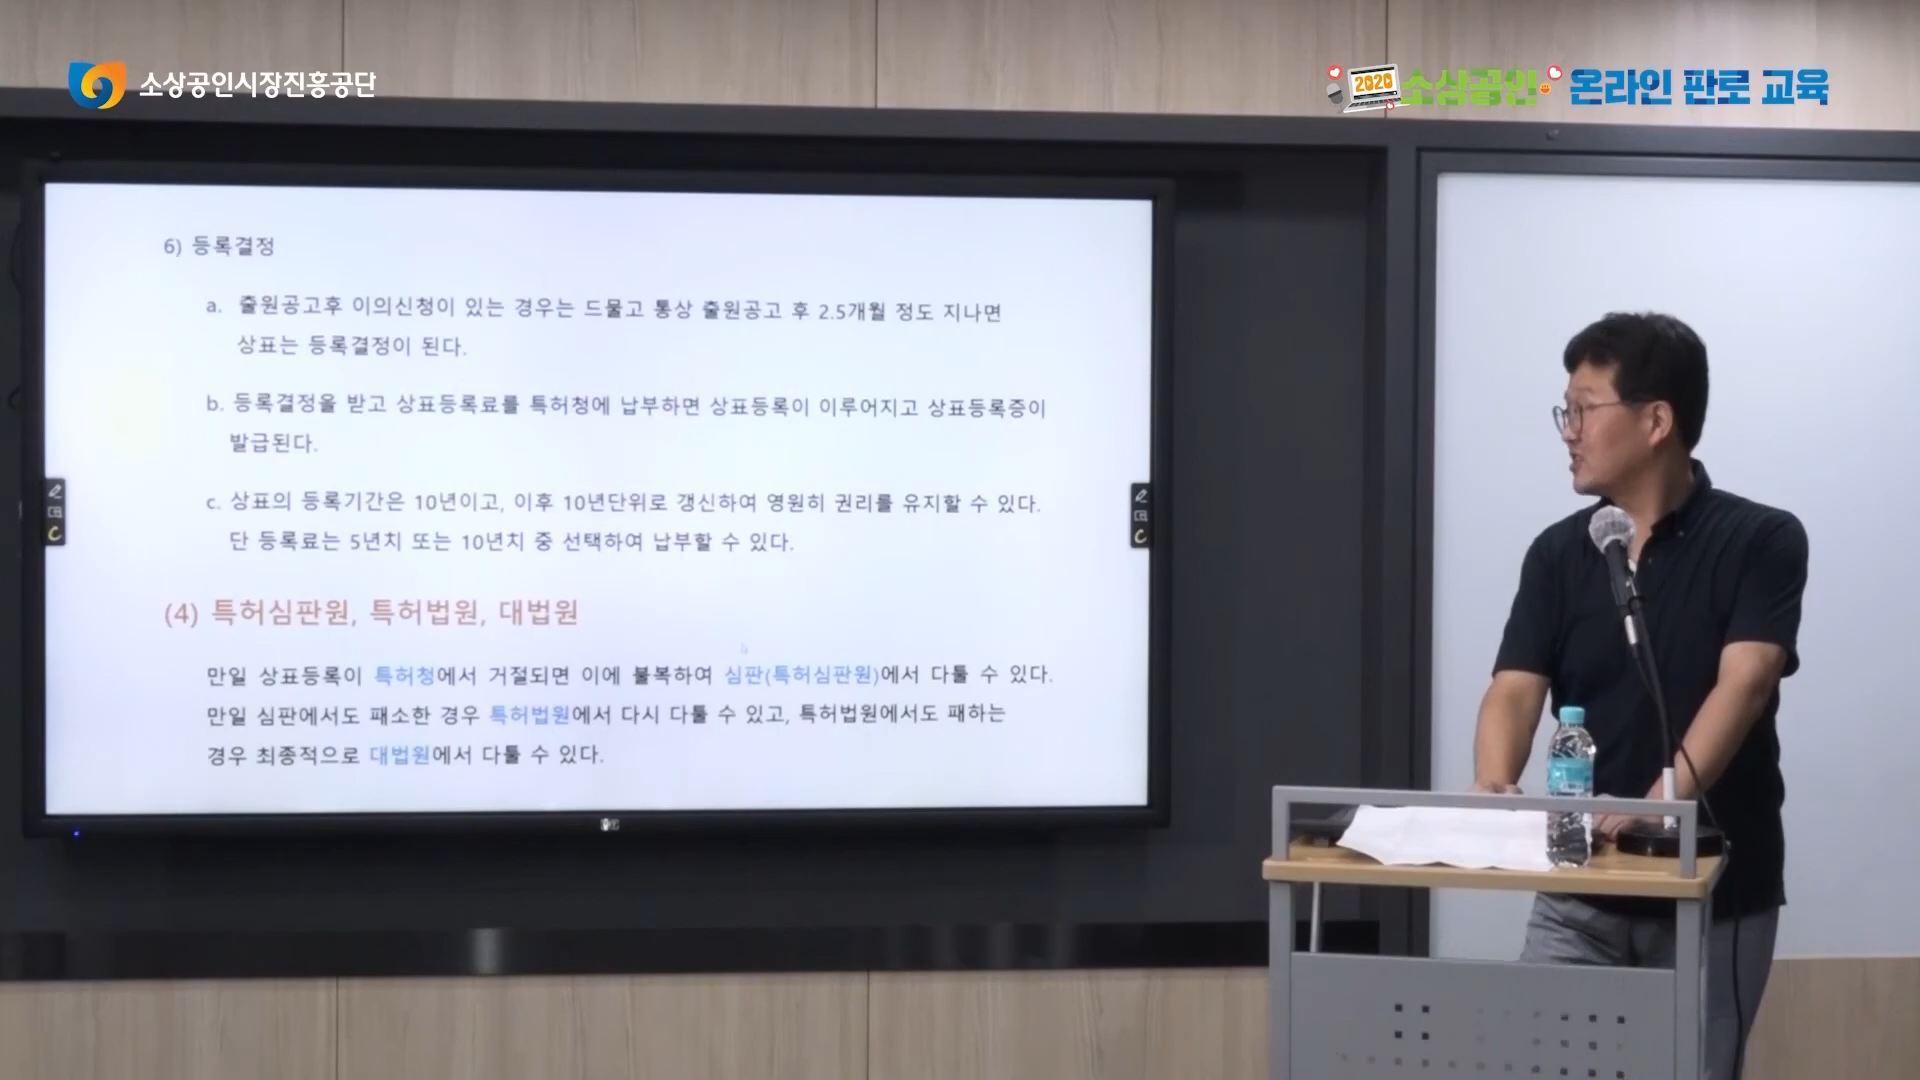 소상공인시장진흥공단
2020 소상공인 온라인 판로 교육
6) 등록결정
a. 출원공고후 이의신청이 있는 경우는 드물고 통상 출원공고 후 2.5개월 정도 지나면
상표는 등록결정이 된다.
b. 등록결정을 받고 상표등록료를 특허청에 납부하면 상표등록이 이루어지고 상표등록증이
발급된다.
c. 상표의 등록기간은 10년이고, 이후 10년단위로 갱신하여 영원히 권리를 유지할 수 있다.
단 등록료는 5년치 또는 10년치 중 선택하여 납부할 수 있다.
(4) 특허심판원, 특허법원, 대법원
만일 상표등록이 특허청에서 거절되면 이에 불복하여 심판(특허심판원)에서 다툴 수 있다.
만일 심판에서도 패소한 경우 특허법원에서 다시 다툴 수 있고, 특허법원에서도 패하는
경우 최종적으로 대법원에서 다툴 수 있다.